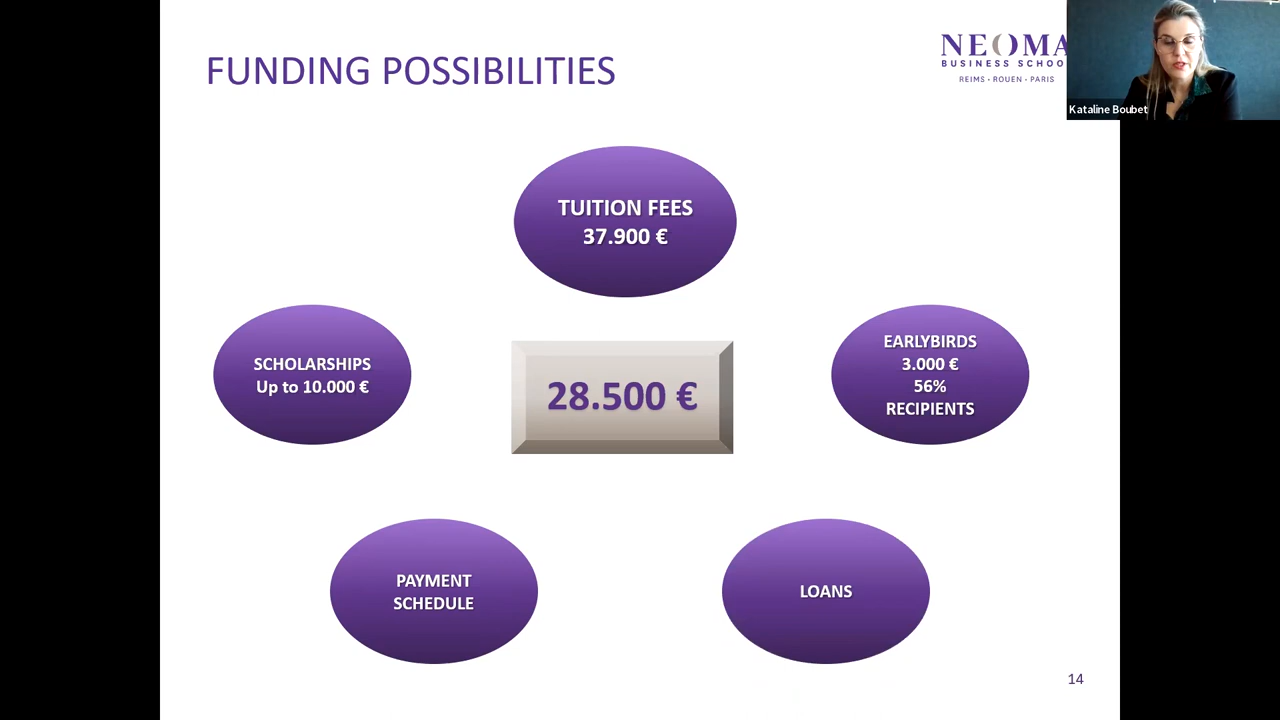 FUNDING POSSIBILITIES
NEOMA
BUSINESS SCHOO
REIMS • ROUEN • PARIS
Kataline Boubet
TUITION FEES
37.900 €
SCHOLARSHIPS
Up to 10.000 €
28.500 €
EARLYBIRDS
3.000 €
56%
RECIPIENTS
PAYMENT
SCHEDULE
LOANS
14